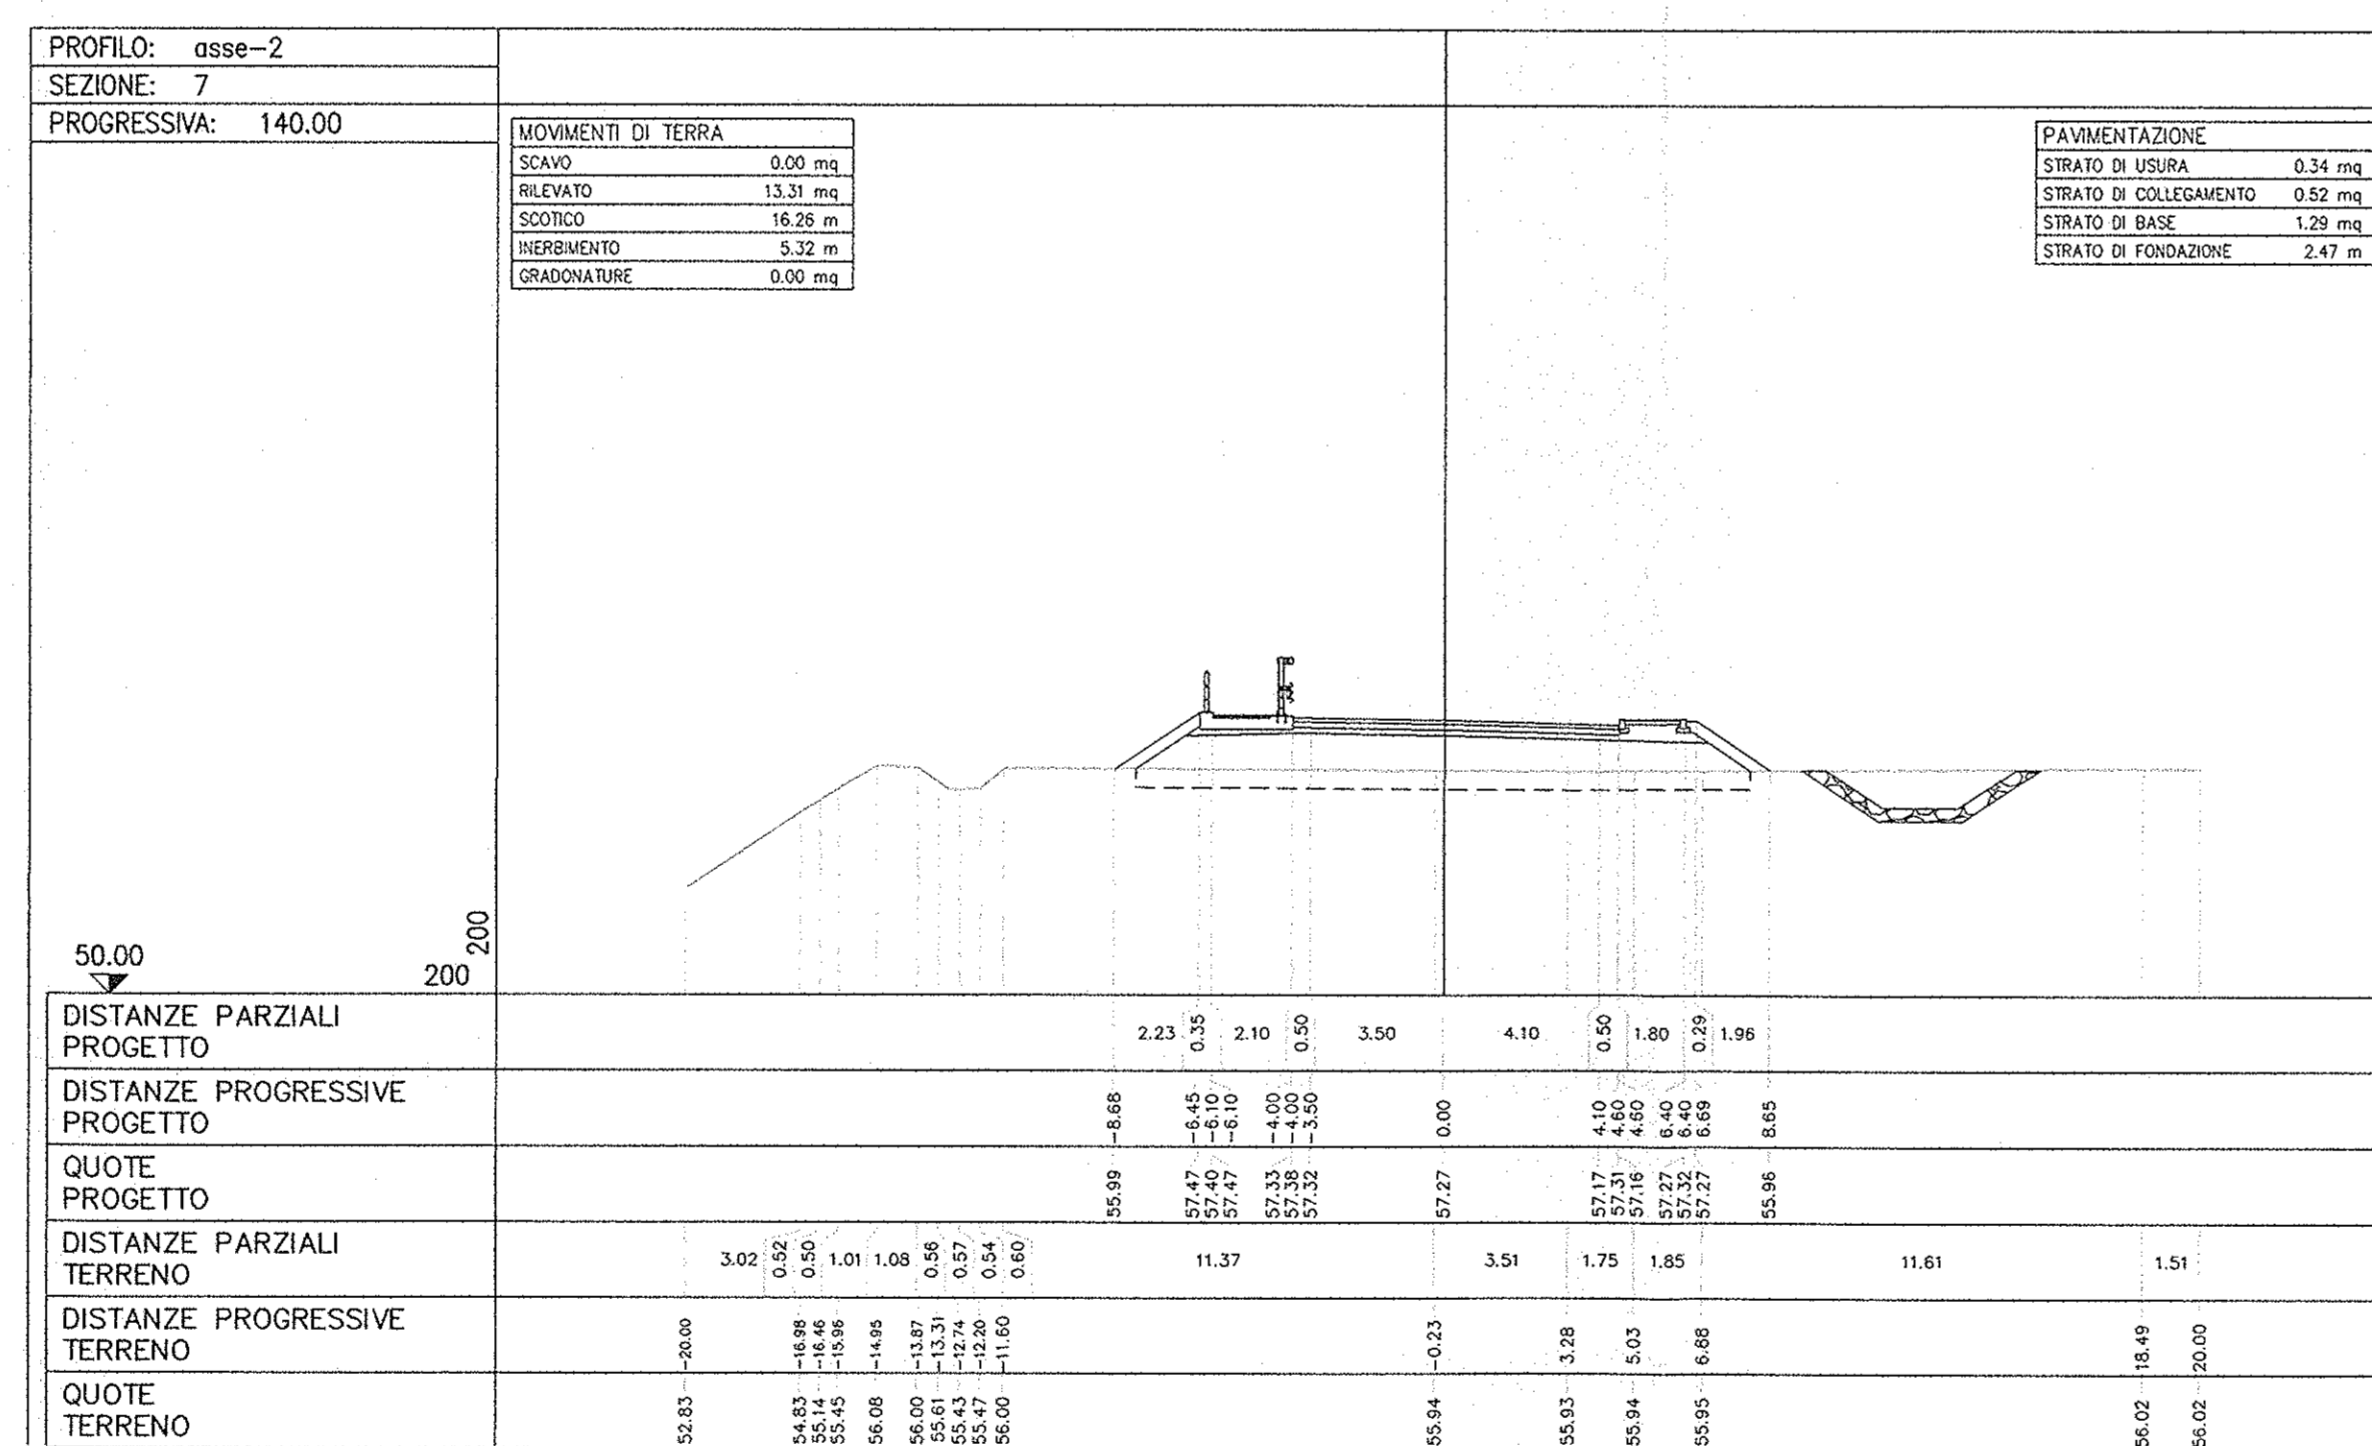 PROFILO: asse-2
SEZIONE: 7
PROGRESSIVA: 140.00
MOVIMENTI DI TERRA
SCAVO 0.00 mq
RILEVATO 13.31 mq
SCOTICO 16.26 m
INERBIMENTO 5.32 m
GRADONATURE 0.00 mq
PAVIMENTAZIONE
STRATO DI USURA 0.34 mq
STRATO DI COLLEGAMENTO 0.52 mq
STRATO DI BASE 1.29 mq
STRATO DI FONDAZIONE 2.47 m
50.00
200
200
DISTANZE PARZIALI
PROGETTO
2.23 0.35 2.10 0.50 3.50 4.10 0.50 1.80 0.29 1.96
DISTANZE PROGRESSIVE
PROGETTO
-8.68 -6.45 -6.10 -6.10 -4.00 -4.00 -3.50 0.00 4.10 4.60 4.60 6.40 6.40 6.69 8.65
QUOTE
PROGETTO
55.99 57.47 57.40 57.47 57.33 57.38 57.32 57.27 57.17 57.31 57.16 57.27 57.32 57.27 55.96
DISTANZE PARZIALI
TERRENO
3.02 0.52 0.50 1.01 1.08 0.56 0.57 0.54 0.60 11.37 3.51 1.75 1.85 11.61 1.51
DISTANZE PROGRESSIVE
TERRENO
-20.00 -16.98 -16.46 -15.96 -14.95 -13.87 -13.31 -12.74 -12.20 -11.60 -0.23 3.28 5.03 6.88 18.49 20.00
QUOTE
TERRENO
52.83 54.83 55.14 55.45 56.08 56.00 55.61 55.43 55.47 56.00 55.94 55.93 55.94 55.95 56.02 56.02